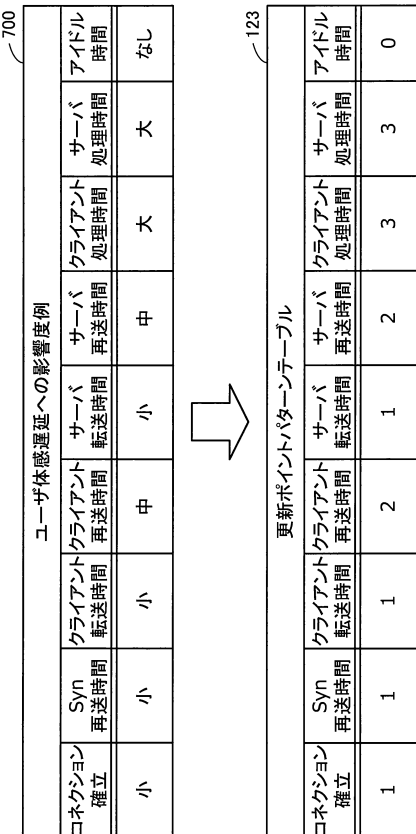 700
ユーザ体感遅延への影響度例
コネクション
確立
Syn
再送時間
クライアント
転送時間
クライアント
再送時間
サーバ
転送時間
サーバ
再送時間
クライアント
処理時間
サーバ
処理時間
アイドル
時間
小
小
小
中
小
中
大
大
なし
123
更新ポイントパターンテーブル
コネクション
確立
Syn
再送時間
クライアント
転送時間
クライアント
再送時間
サーバ
転送時間
サーバ
再送時間
クライアント
処理時間
サーバ
処理時間
アイドル
時間
1
1
1
2
1
2
3
3
0